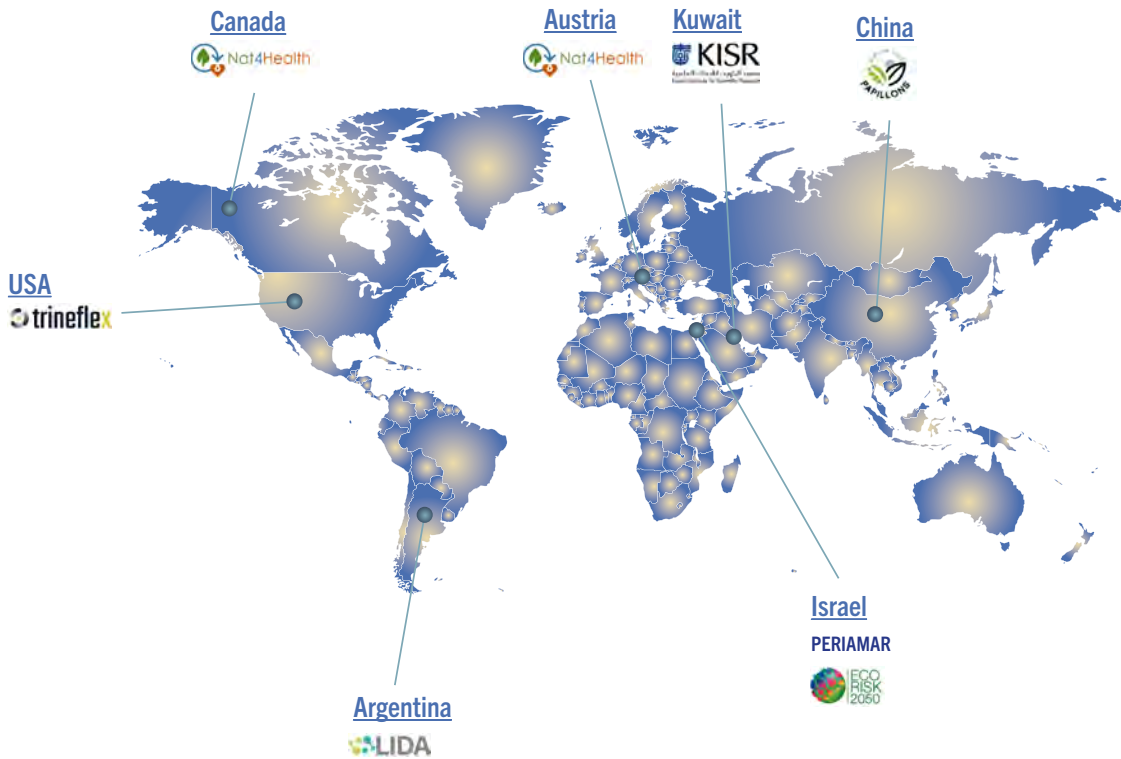 Canada
Nat4Health
Austria
Nat4Health
Kuwait
KISR
China
PAPILLONS
USA
trineflex
Israel
PERIAMAR
ECO
RISK
2050
Argentina
LIDA